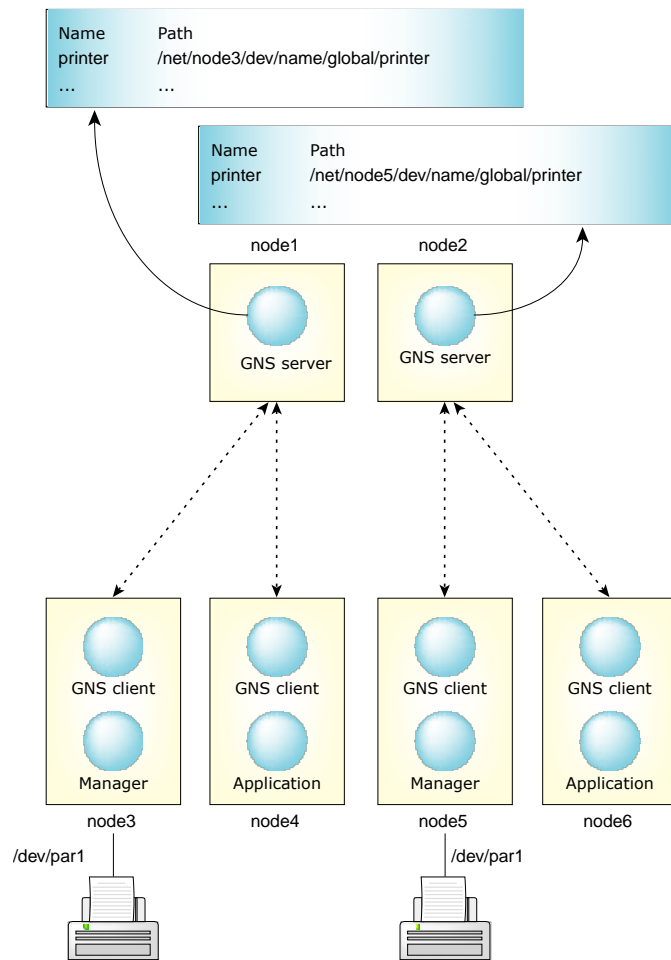 Name Path
printer /net/node3/dev/name/global/printer
... ...
Name Path
printer /net/node5/dev/name/global/printer
... ...
node1 node2
GNS server GNS server
GNS client GNS client GNS client GNS client
Manager Application Manager Application
node3 node4 node5 node6
/dev/par1 /dev/par1